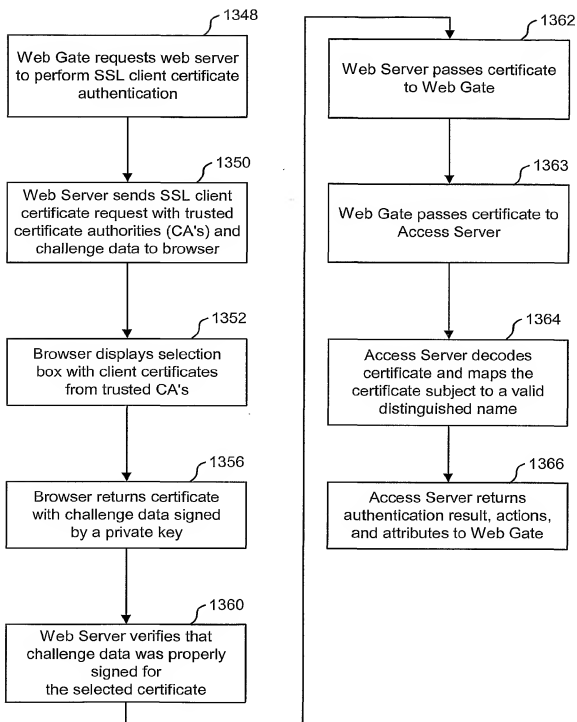 1348
Web Gate requests web server
to perform SSL client certificate
authentication
1350
Web Server sends SSL client
certificate request with trusted
certificate authorities (CA's) and
challenge data to browser
1352
Browser displays selection
box with client certificates
from trusted CA's
1356
Browser returns certificate
with challenge data signed
by a private key
1360
Web Server verifies that
challenge data was properly
signed for
the selected certificate
1362
Web Server passes certificate
to Web Gate
1363
Web Gate passes certificate to
Access Server
1364
Access Server decodes
certificate and maps the
certificate subject to a valid
distinguished name
1366
Access Server returns
authentication result, actions,
and attributes to Web Gate